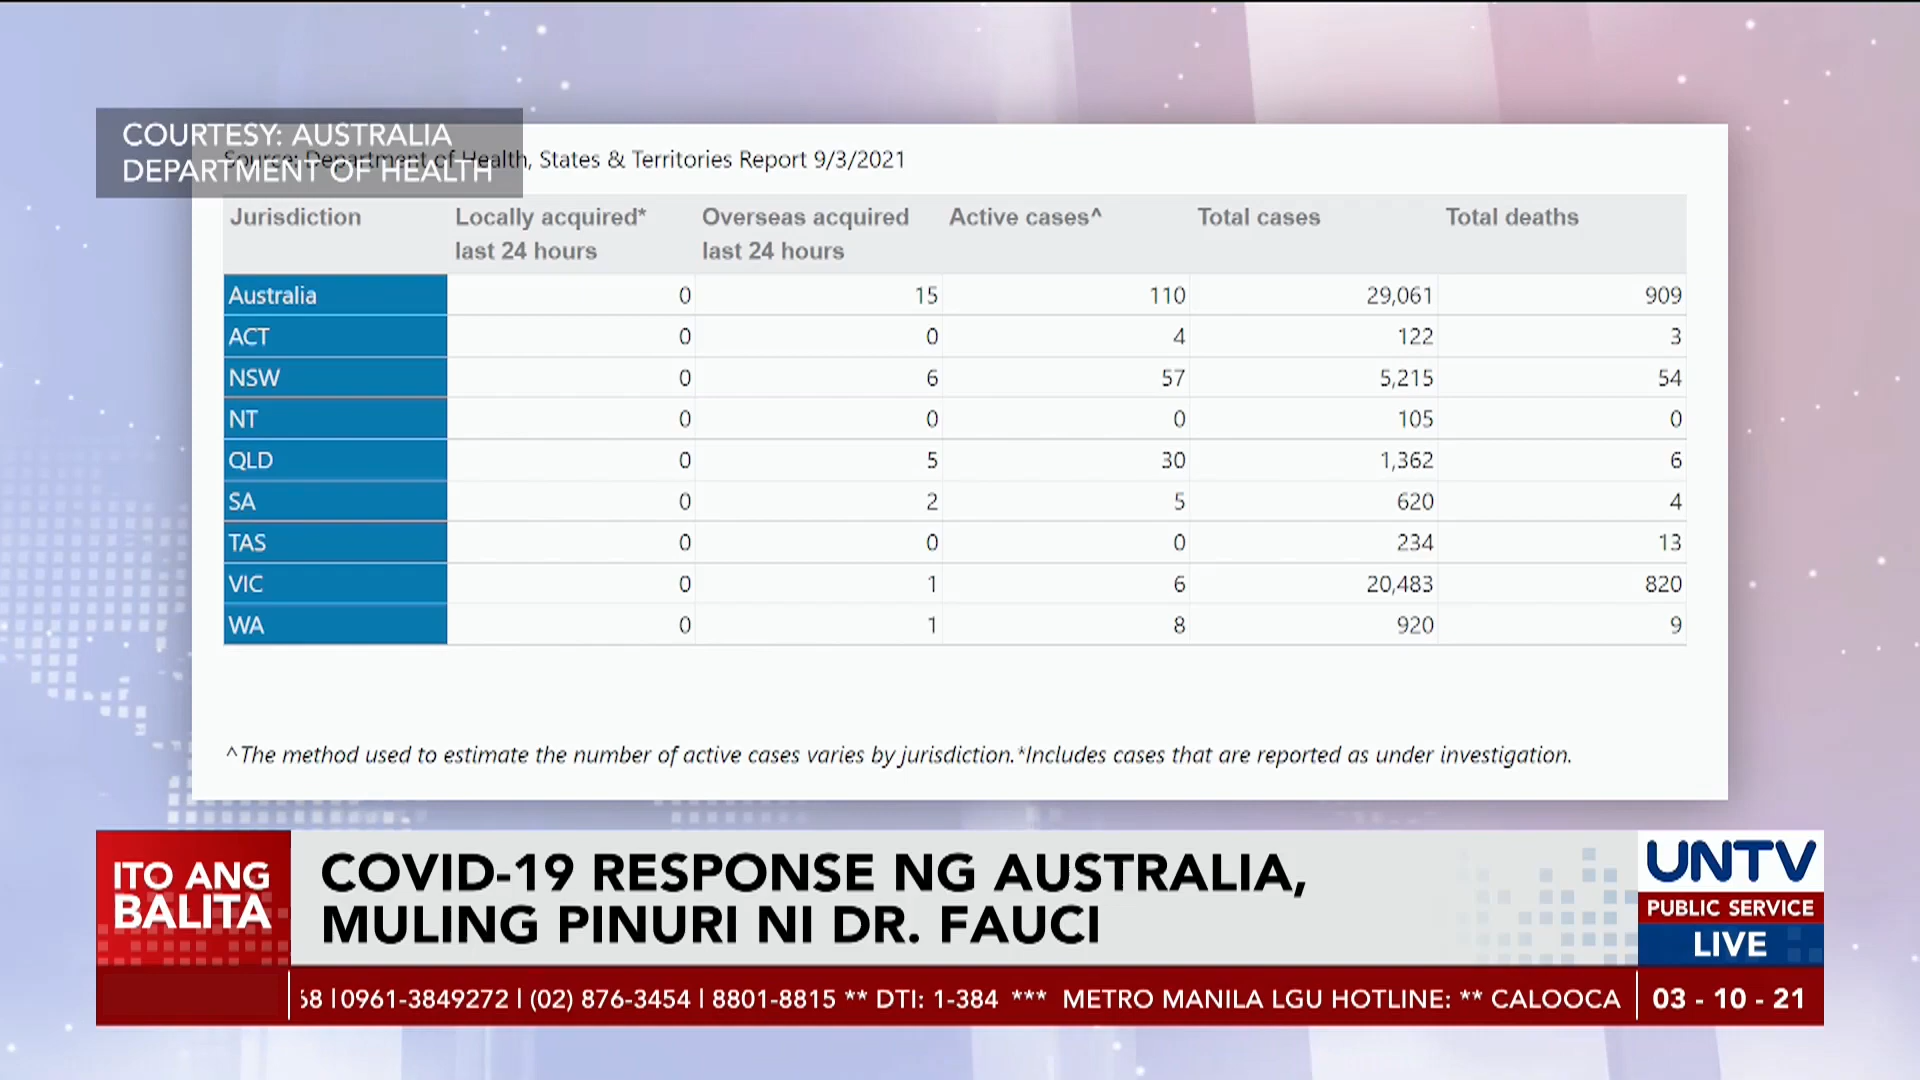 COURTESY: AUSTRALIA
DEPARTMENT OF HEALTH
Source: Department of Health, States & Territories Report 9/3/2021
Jurisdiction Locally acquired* last 24 hours Overseas acquired last 24 hours Active cases^ Total cases Total deaths
Australia 0 15 110 29,061 909
ACT 0 0 4 122 3
NSW 0 6 57 5,215 54
NT 0 0 0 105 0
QLD 0 5 30 1,362 6
SA 0 2 5 620 4
TAS 0 0 0 234 13
VIC 0 1 6 20,483 820
WA 0 1 8 920 9
^The method used to estimate the number of active cases varies by jurisdiction.*Includes cases that are reported as under investigation.
ITO ANG
BALITA
COVID-19 RESPONSE NG AUSTRALIA,
MULING PINURI NI DR. FAUCI
UNTV
PUBLIC SERVICE
LIVE
68 | 0961-3849272 | (02) 876-3454 | 8801-8815 ** DTI: 1-384 *** METRO MANILA LGU HOTLINE: ** CALOOCA
03 - 10 - 21